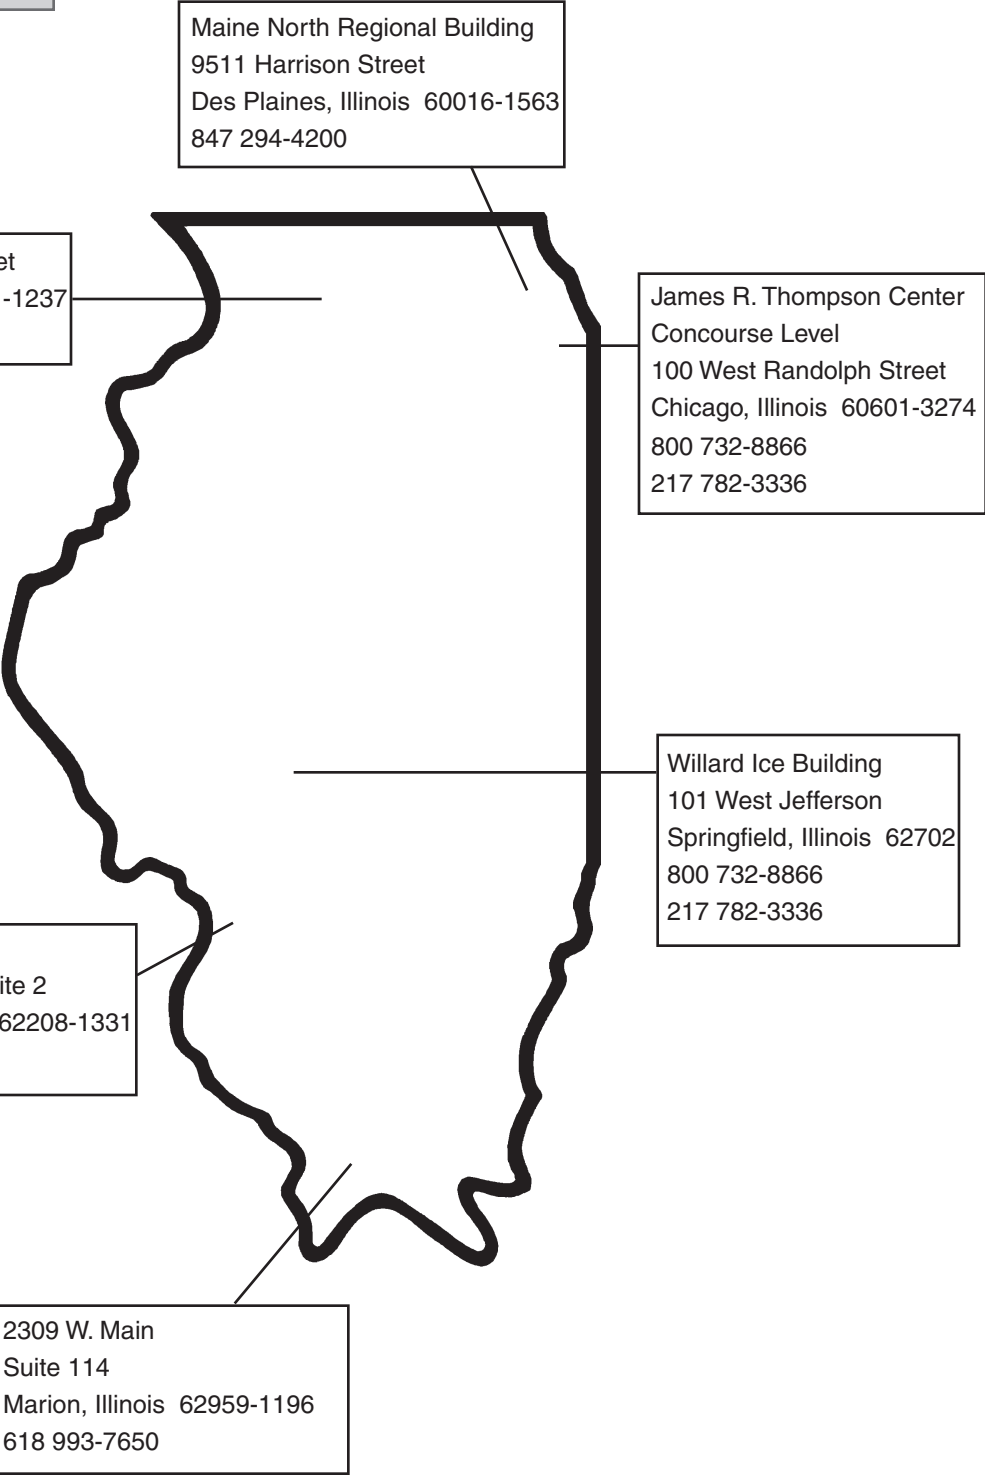 Maine North Regional Building
9511 Harrison Street
Des Plaines, Illinois  60016-1563
847 294-4200
-1237
James R. Thompson Center
Concourse Level
100 West Randolph Street
Chicago, Illinois  60601-3274
800 732-8866
217 782-3336
Willard Ice Building
101 West Jefferson
Springfield, Illinois  62702
800 732-8866
217 782-3336
2
62208-1331
2309 W. Main
Suite 114
Marion, Illinois  62959-1196
618 993-7650